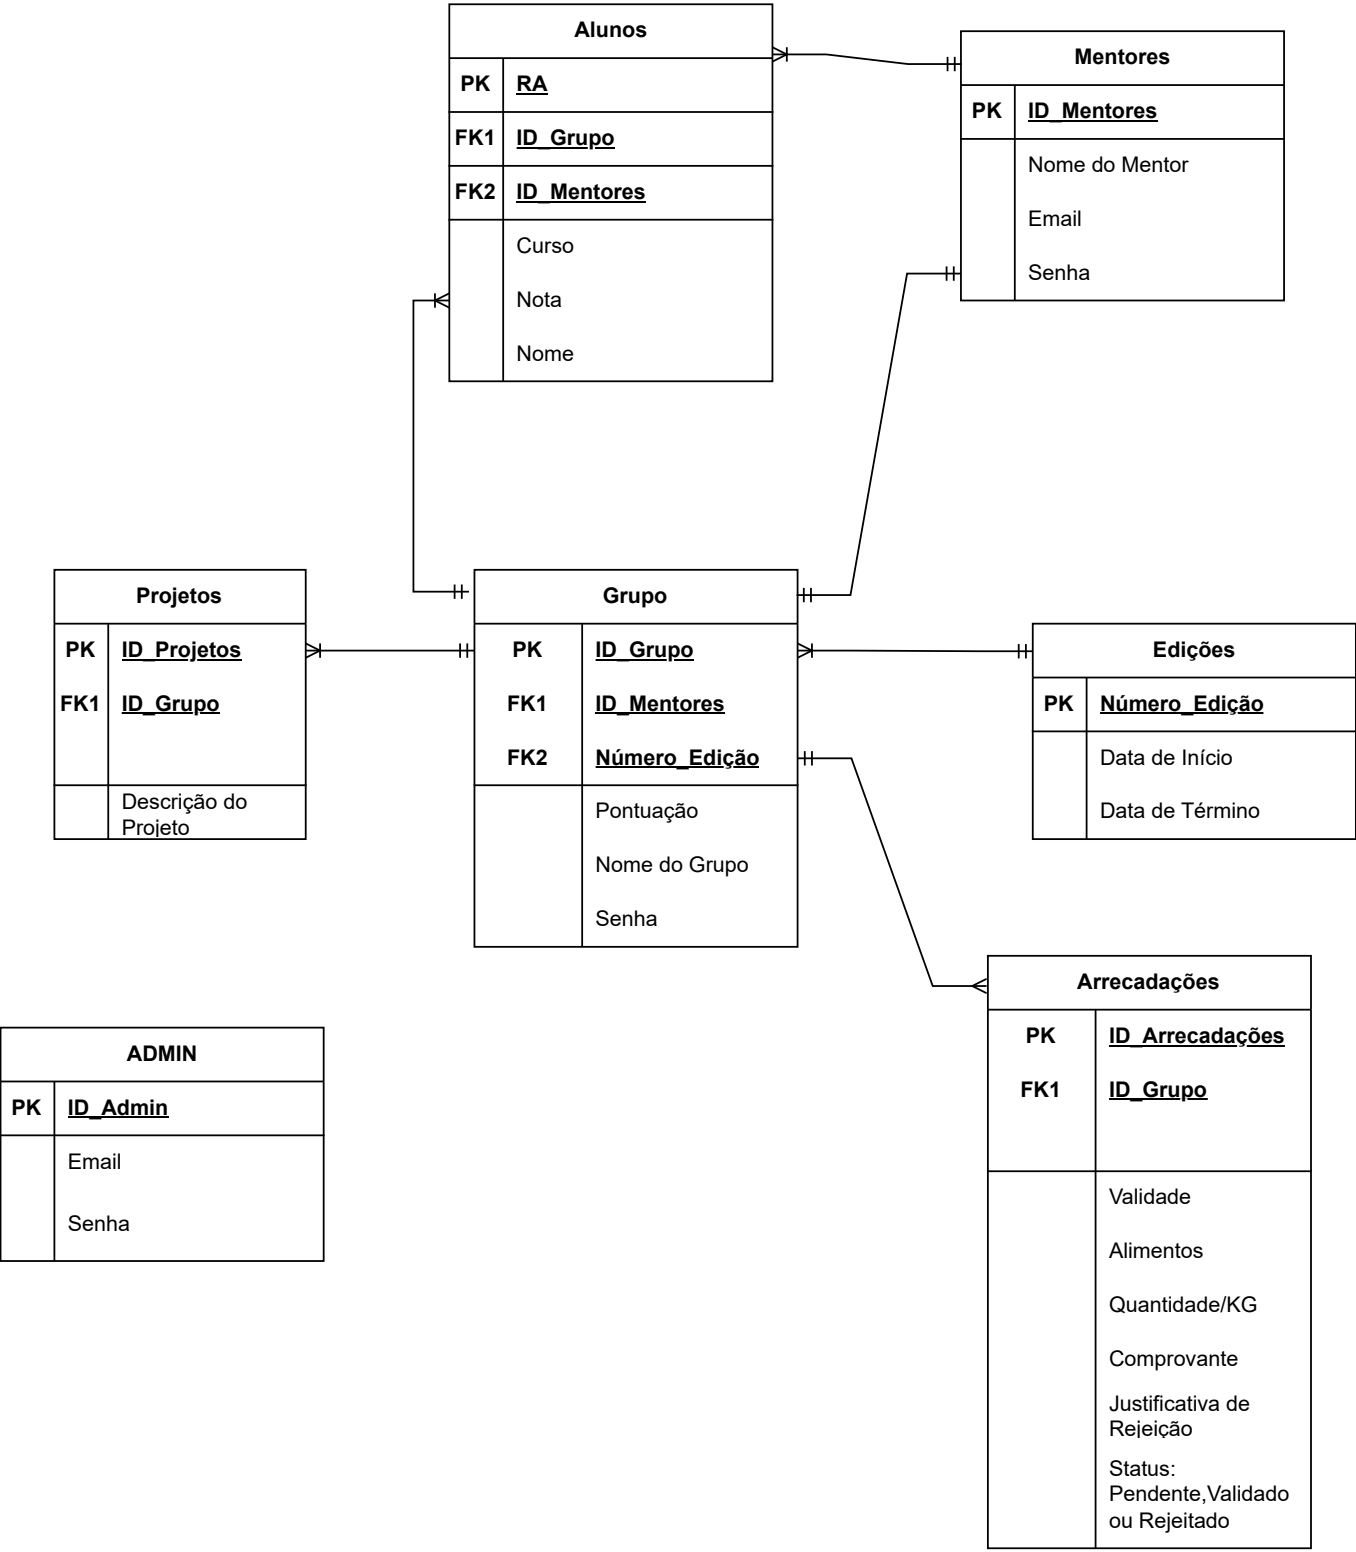 Alunos
PK RA
FK1 ID_Grupo
FK2 ID_Mentores
Curso
Nota
Nome
Mentores
PK ID_Mentores
Nome do Mentor
Email
Senha
Projetos
PK ID_Projetos
FK1 ID_Grupo
Descrição do
Projeto
Grupo
PK ID_Grupo
FK1 ID_Mentores
FK2 Número_Edição
Pontuação
Nome do Grupo
Senha
Edições
PK Número_Edição
Data de Início
Data de Término
ADMIN
PK ID_Admin
Email
Senha
Arrecadações
PK ID_Arrecadações
FK1 ID_Grupo
Validade
Alimentos
Quantidade/KG
Comprovante
Justificativa de
Rejeição
Status:
Pendente,Validado
ou Rejeitado